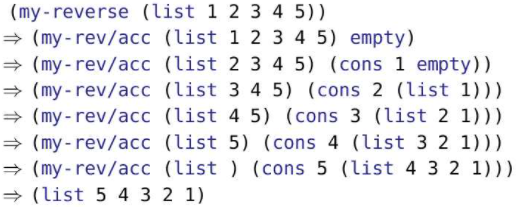 (my-reverse (list 1 2 3 4 5))
⇒ (my-rev/acc (list 1 2 3 4 5) empty)
⇒ (my-rev/acc (list 2 3 4 5) (cons 1 empty))
⇒ (my-rev/acc (list 3 4 5) (cons 2 (list 1)))
⇒ (my-rev/acc (list 4 5) (cons 3 (list 2 1)))
⇒ (my-rev/acc (list 5) (cons 4 (list 3 2 1)))
⇒ (my-rev/acc (list ) (cons 5 (list 4 3 2 1)))
⇒ (list 5 4 3 2 1)